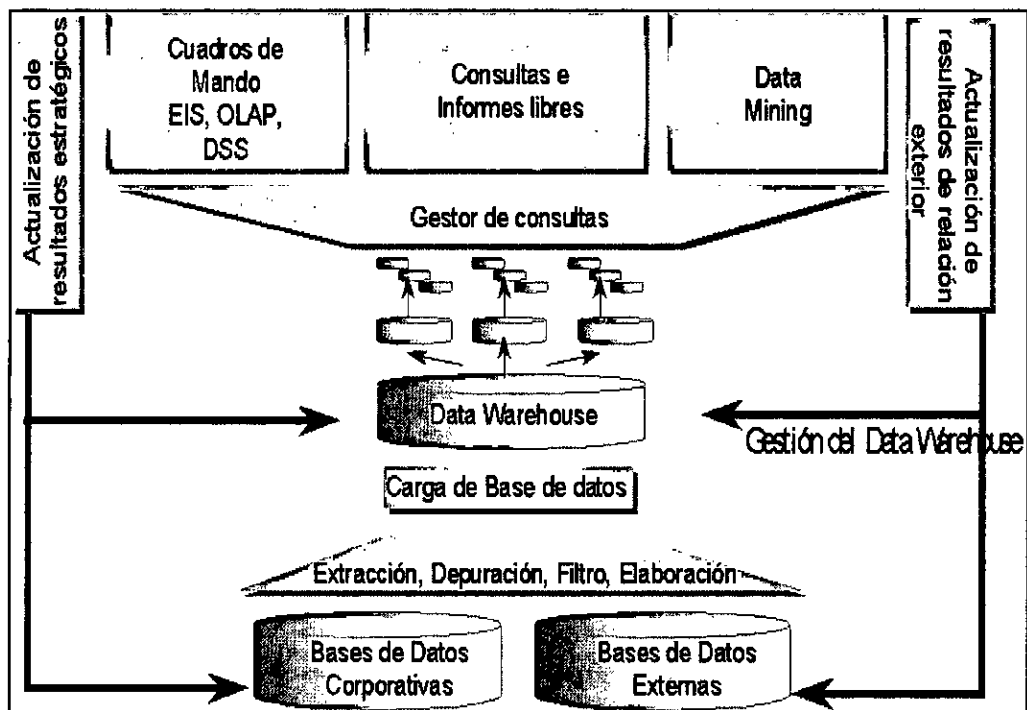 Actualización de
resultados estratégicos
Cuadros de
Mando
EIS, OLAP,
DSS
Consultas e
Informes libres
Data
Mining
Actualización de
resultados de relación
exterior
Gestor de consultas
Data Warehouse
Gestión del Data Warehouse
Carga de Base de datos
Extracción, Depuración, Filtro, Elaboración
Bases de Datos
Corporativas
Bases de Datos
Externas